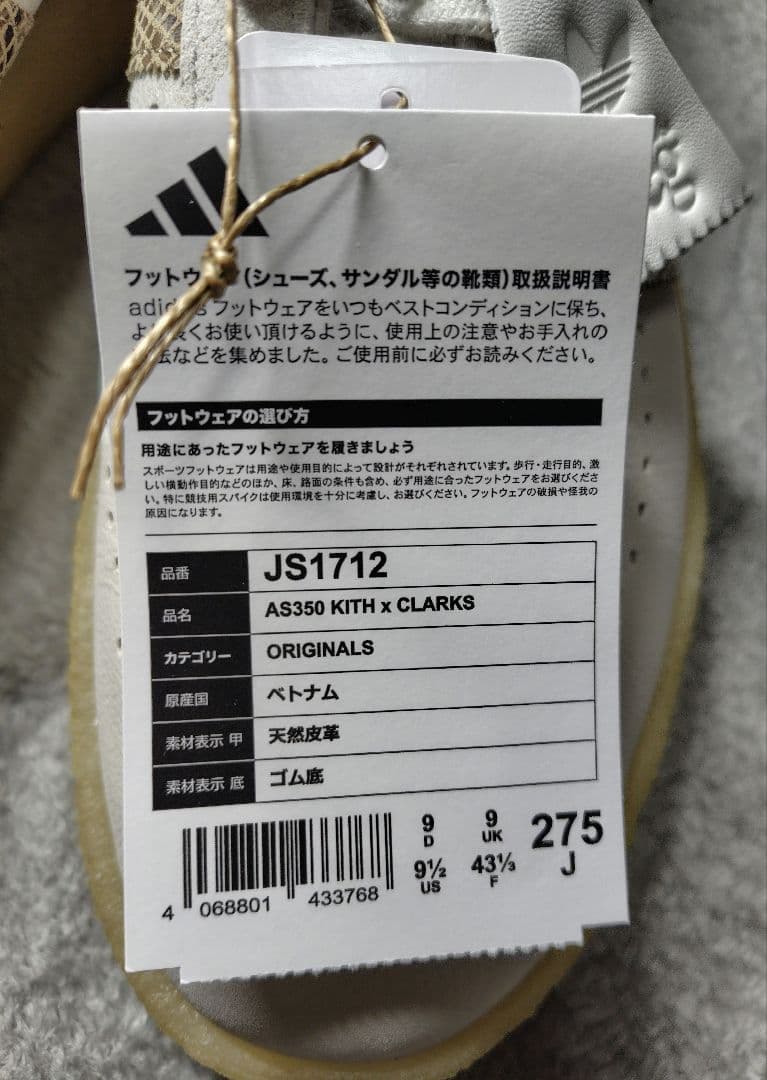 フットウェア(シューズ、サンダル等の靴類)取扱説明書
adidas フットウェアをいつもベストコンディションに保ち、
より長くお使い頂けるように、使用上の注意やお手入れの
方法などを集めました。ご使用前に必ずお読みください。
フットウェアの選び方
用途にあったフットウェアを履きましょう
スポーツフットウェアは用途や使用目的によって設計がそれぞれされています。歩行・走行目的、激
しい横動作目的などのほか、床、路面の条件も含め、必ず用途に合ったフットウェアをお選びくださ
い。特に競技用スパイクは使用環境を十分に考慮し、お選びください。フットウェアの破損や怪我の
原因になります。
品番 JS1712
品名 AS350 KITH x CLARKS
カテゴリー ORIGINALS
原産国 ベトナム
素材表示 甲 天然皮革
素材表示 底 ゴム底
9 D 9 UK 275 J
9½ US 43⅓ F
4 068801 433768